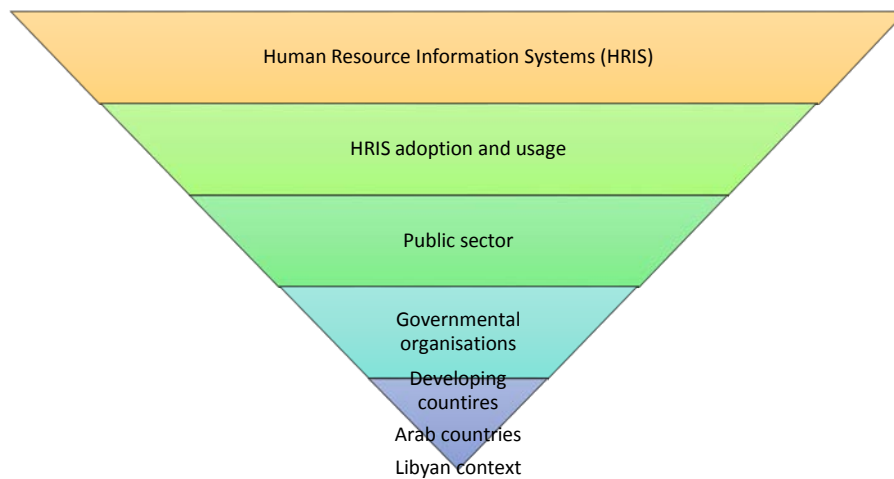 Human Resource Information Systems (HRIS)
HRIS adoption and usage
Public sector
Governmental
organisations
Developing
countires
Arab countries
Libyan context